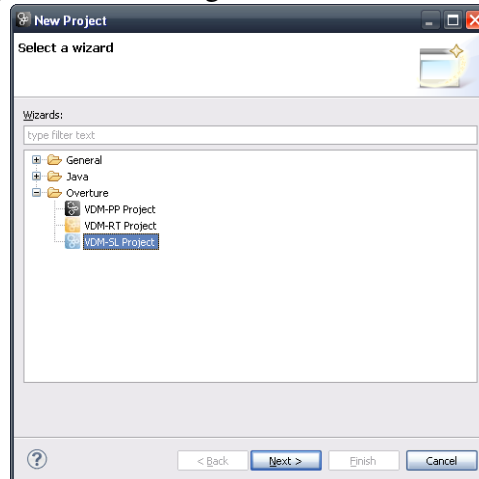 New Project
Select a wizard
Wizards:
type filter text
General
Java
Overture
VDM-PP Project
VDM-RT Project
VDM-SL Project
< Back Next > Finish Cancel